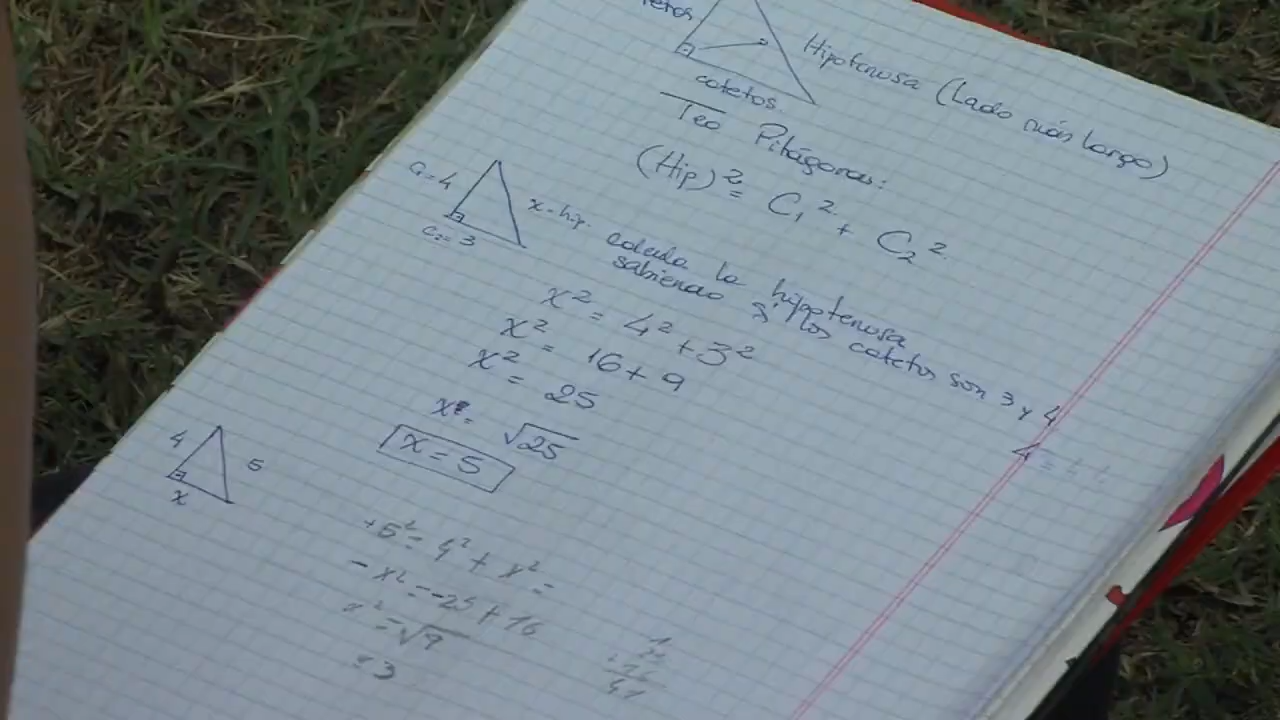 Hipotenusa (Lado más largo)
catetos
Teo Pitágoras:
(Hip)² = C₁² + C₂²
C₁=4
x=hip.
C₂=3
Calcula la hipotenusa
sabiendo q' los catetos son 3 y 4
x² = 4² + 3²
x² = 16 + 9
x² = 25
x = √25
x = 5
4
5
x
+5² = 4² + x² =
-x² = -25 + 16
x² = √9
= 3